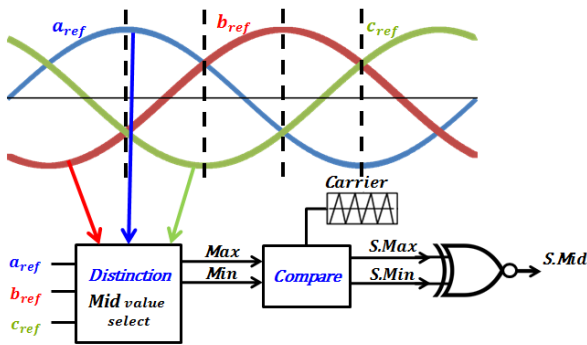 a_ref
b_ref
c_ref
Carrier
a_ref
b_ref
c_ref
Distinction
Mid value
select
Max
Min
Compare
S.Max
S.Min
S.Mid